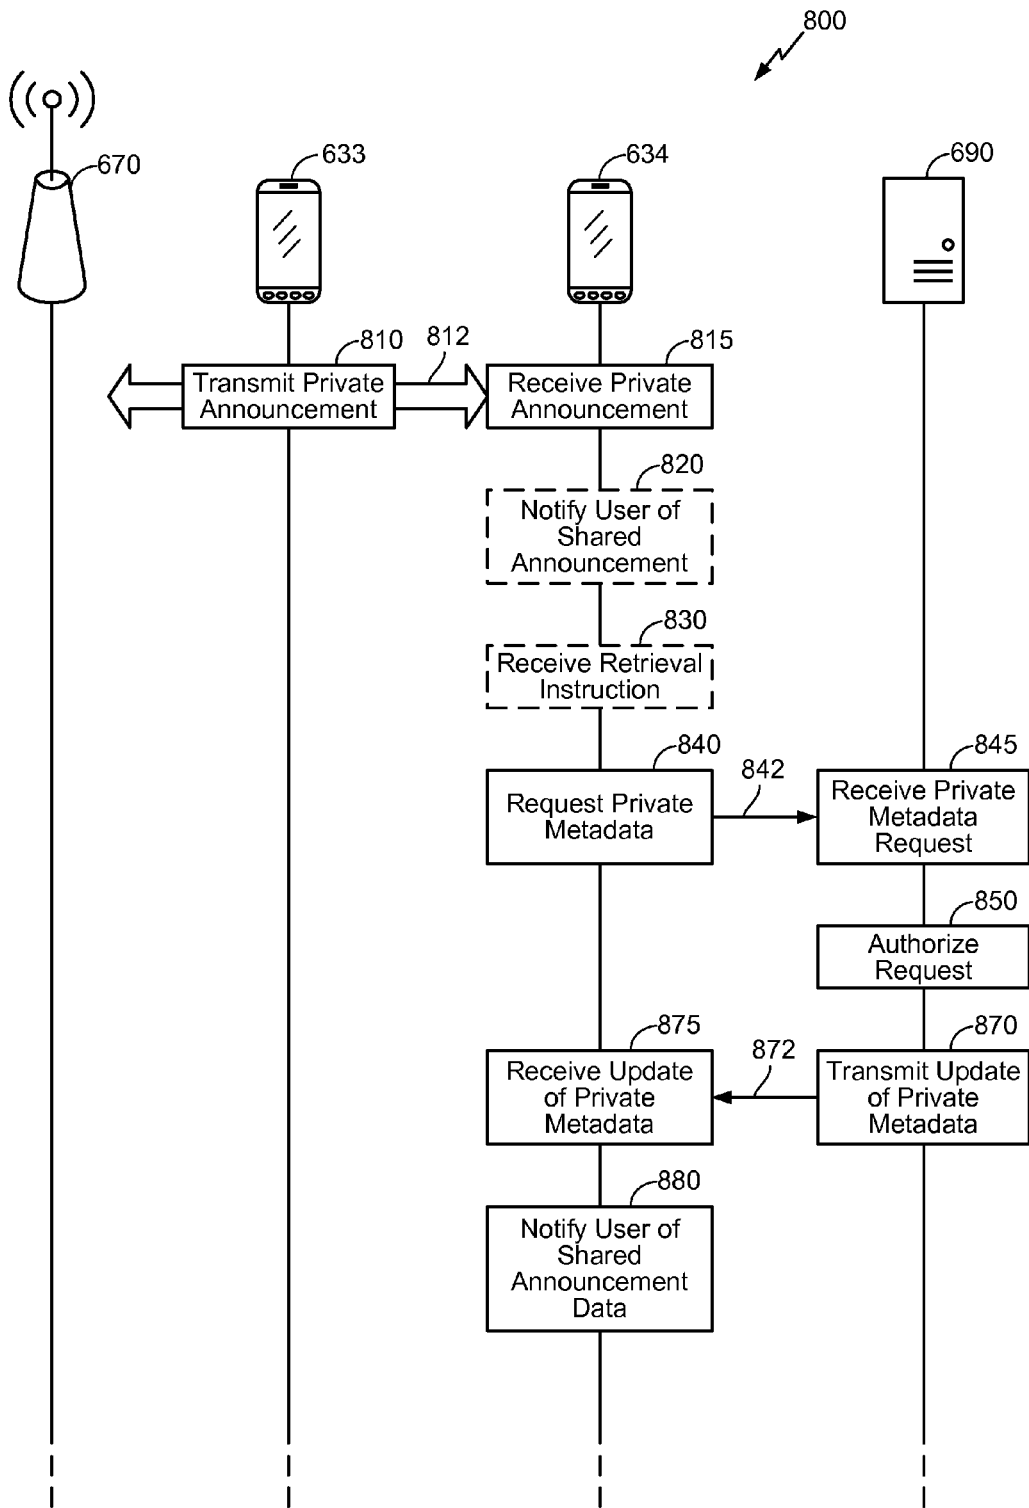 800
670
633
634
690
810
812
815
Transmit Private
Announcement
Receive Private
Announcement
820
Notify User of
Shared
Announcement
830
Receive Retrieval
Instruction
840
842
845
Request Private
Metadata
Receive Private
Metadata
Request
850
Authorize
Request
875
872
870
Receive Update
of Private
Metadata
Transmit Update
of Private
Metadata
880
Notify User of
Shared
Announcement
Data